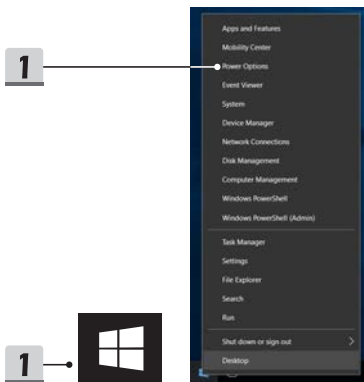 Apps and Features
Mobility Center
1
Power Options
Event Viewer
System
Device Manager
Network Connections
Disk Management
Computer Management
Windows PowerShell
Windows PowerShell (Admin)
Task Manager
Settings
File Explorer
Search
Run
Shut down or sign out
1
Desktop